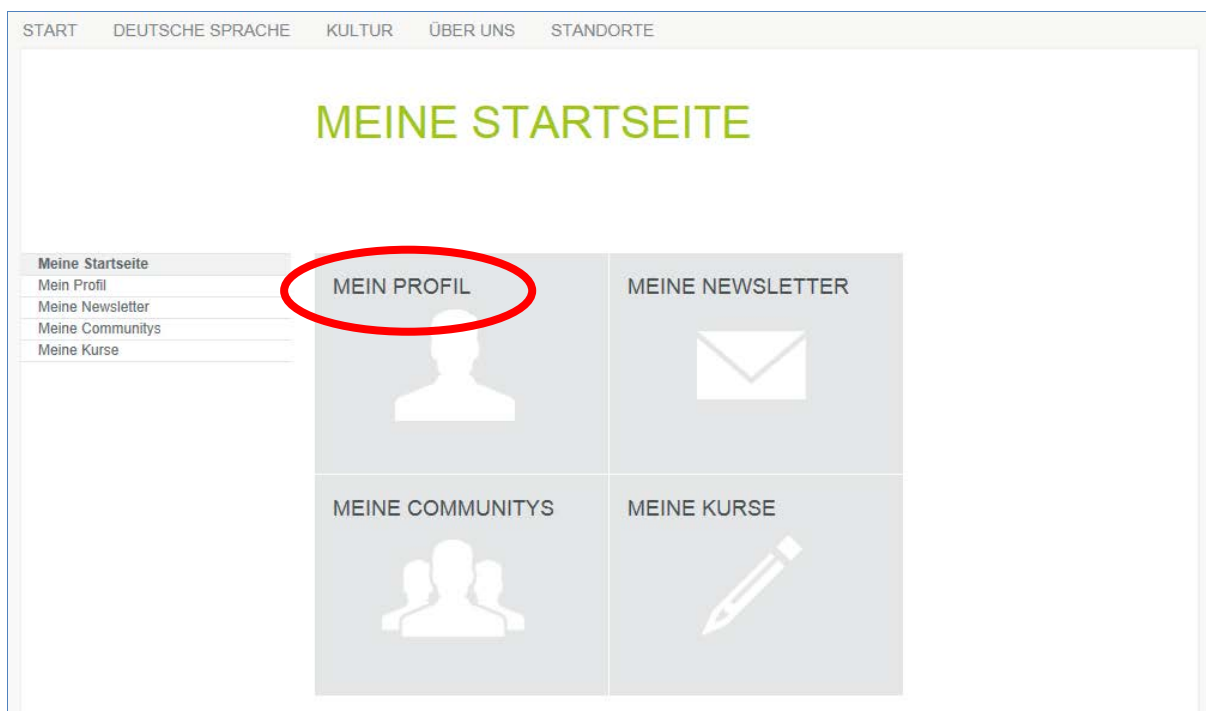 START DEUTSCHE SPRACHE KULTUR ÜBER UNS STANDORTE
MEINE STARTSEITE
Meine Startseite
Mein Profil
Meine Newsletter
Meine Communitys
Meine Kurse
MEIN PROFIL
MEINE NEWSLETTER
MEINE COMMUNITYS
MEINE KURSE